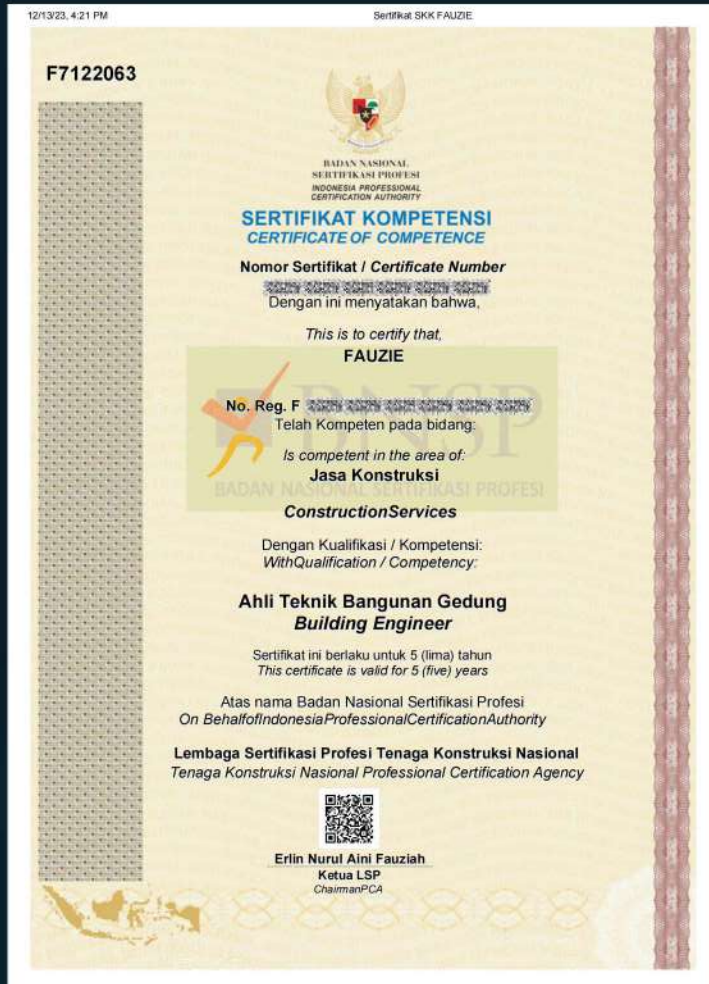 12/13/23, 4:21 PM
Sertifikat SKK FAUZIE
F7122063
BADAN NASIONAL
SERTIFIKASI PROFESI
INDONESIA PROFESSIONAL
CERTIFICATION AUTHORITY
SERTIFIKAT KOMPETENSI
CERTIFICATE OF COMPETENCE
Nomor Sertifikat / Certificate Number
Dengan ini menyatakan bahwa,
This is to certify that,
FAUZIE
BNSP
No. Reg. F
Telah Kompeten pada bidang:
Is competent in the area of:
Jasa Konstruksi
BADAN NASIONAL SERTIFIKASI PROFESI
ConstructionServices
Dengan Kualifikasi / Kompetensi:
WithQualification / Competency:
Ahli Teknik Bangunan Gedung
Building Engineer
Sertifikat ini berlaku untuk 5 (lima) tahun
This certificate is valid for 5 (five) years
Atas nama Badan Nasional Sertifikasi Profesi
On BehalfofIndonesiaProfessionalCertificationAuthority
Lembaga Sertifikasi Profesi Tenaga Konstruksi Nasional
Tenaga Konstruksi Nasional Professional Certification Agency
Erlin Nurul Aini Fauziah
Ketua LSP
ChairmanPCA